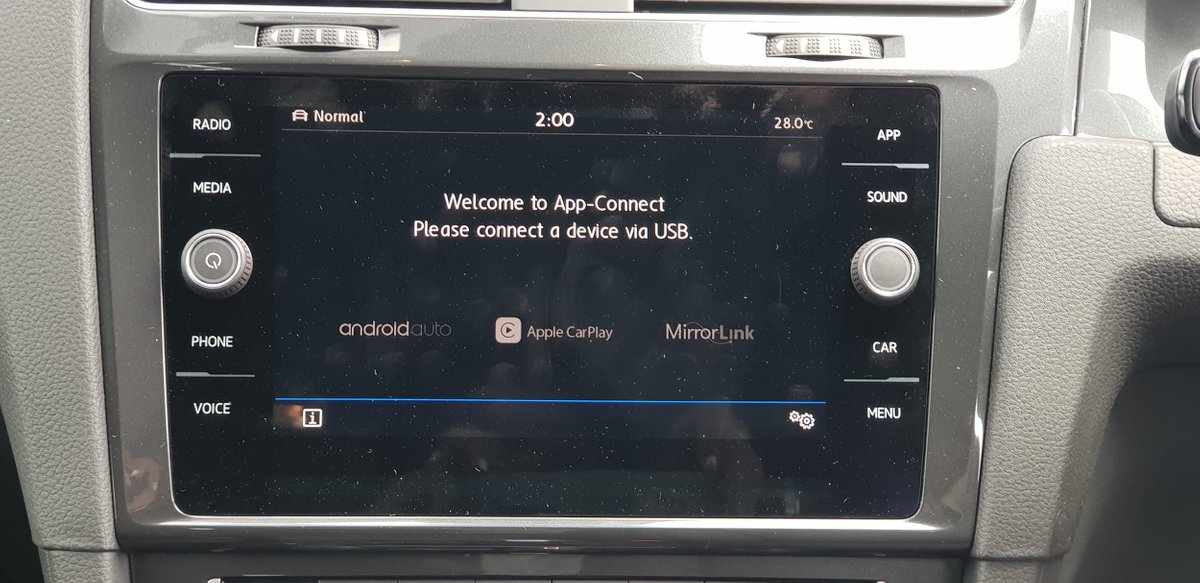 RADIO
MEDIA
PHONE
VOICE
Normal 2:00 28.0°C
Welcome to App-Connect
Please connect a device via USB.
androidauto Apple CarPlay MirrorLink
i
APP
SOUND
CAR
MENU